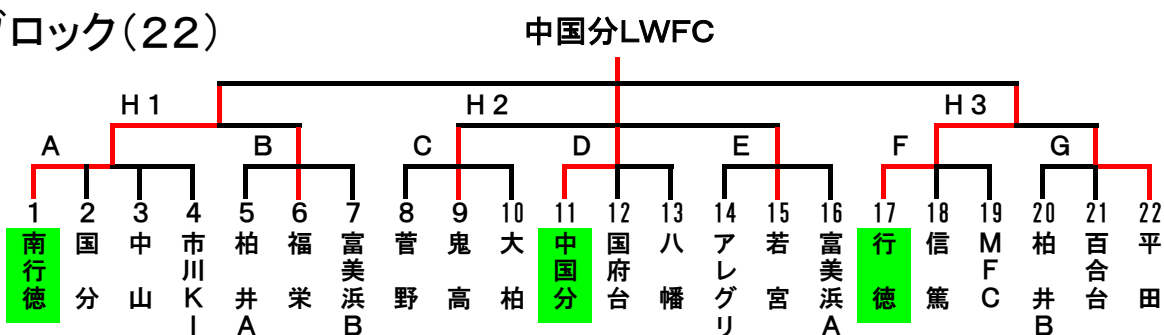 ブロック(22)
中国分LWFC
H1 H2 H3
A B C D E F G
1 2 3 4 5 6 7 8 9 10 11 12 13 14 15 16 17 18 19 20 21 22
南行徳
国分
中山
市川KI
柏井A
福栄
富美浜B
菅野
鬼高
大柏
中国分
国府台
八幡
アレグリ
若宮
富美浜A
行徳
信篤
MFC
柏井B
百合台
平田